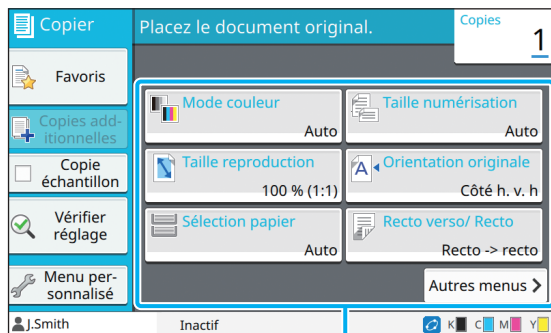 Copier
Placez le document original.
Copies
1
Favoris
Copies add-
itionnelles
Copie
échantillon
Vérifier
réglage
Menu per-
sonnalisé
Mode couleur
Auto
Taille numérisation
Auto
Taille reproduction
100 % (1:1)
Orientation originale
Côté h. v. h
Sélection papier
Auto
Recto verso/ Recto
Recto -> recto
Autres menus
J.Smith
Inactif
K C M Y